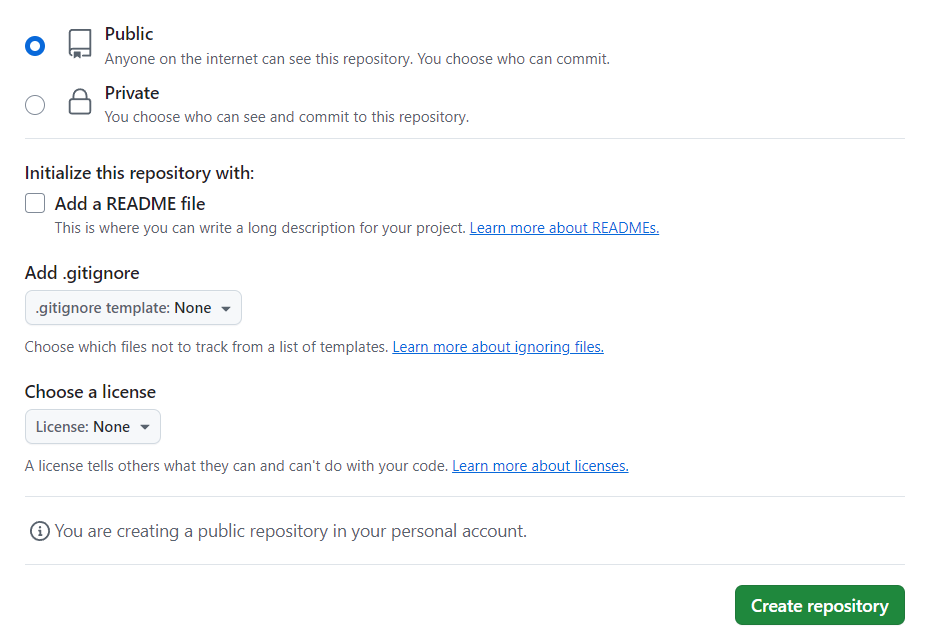 Public
Anyone on the internet can see this repository. You choose who can commit.
Private
You choose who can see and commit to this repository.
Initialize this repository with:
Add a README file
This is where you can write a long description for your project. Learn more about READMEs.
Add .gitignore
.gitignore template: None
Choose which files not to track from a list of templates. Learn more about ignoring files.
Choose a license
License: None
A license tells others what they can and can't do with your code. Learn more about licenses.
You are creating a public repository in your personal account.
Create repository